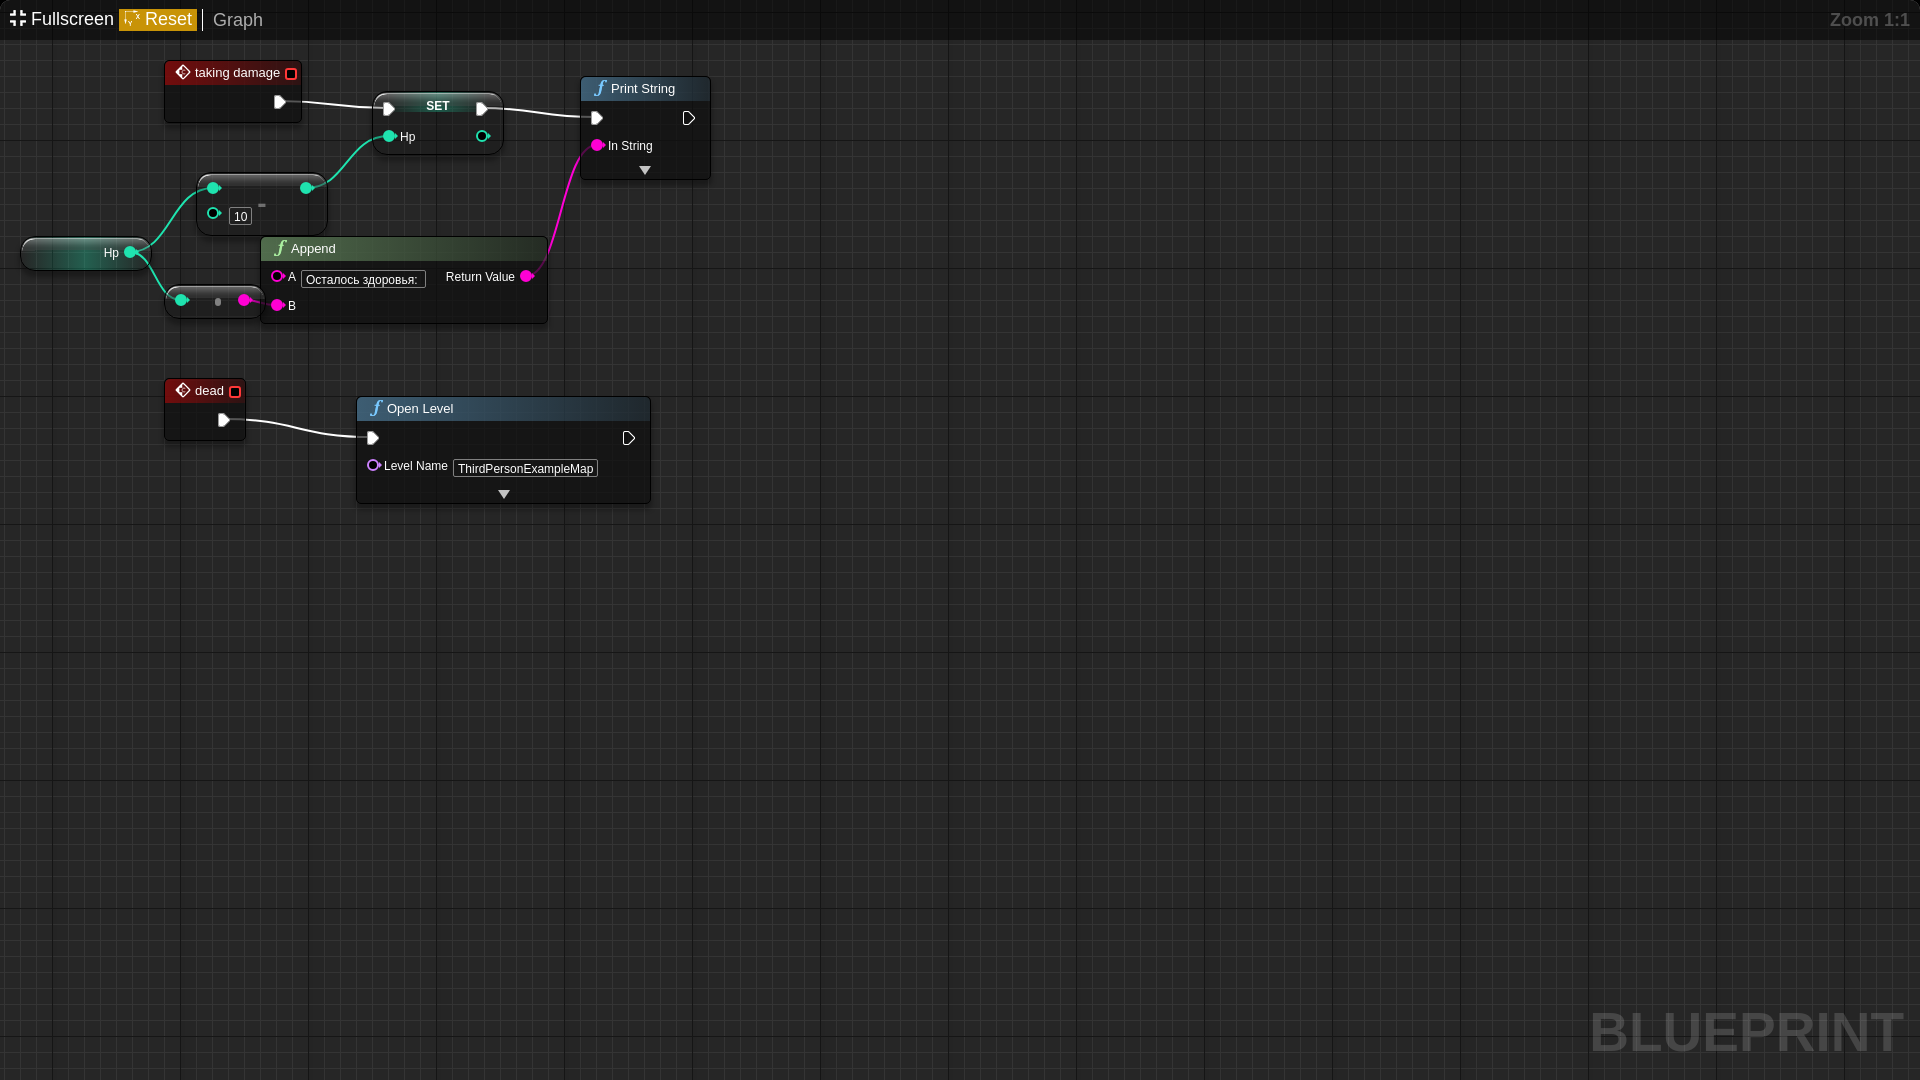 Fullscreen Reset Graph Zoom 1:1
taking damage
SET
Hp
Print String
In String
10
-
Hp
Append
A Осталось здоровья: Return Value
B
dead
Open Level
Level Name ThirdPersonExampleMap
BLUEPRINT